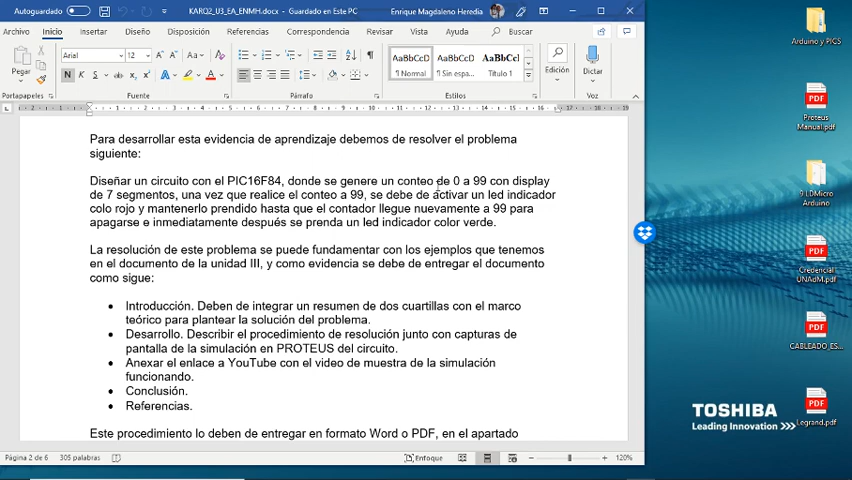 Autoguardado
KARQ2_U3_EA_ENMH.docx - Guardado en Este PC
Enrique Magdaleno Heredia
Archivo Inicio Insertar Diseño Disposición Referencias Correspondencia Revisar Vista Ayuda
Arial 12
Pegar
N K S
AaBbCcDc AaBbCcDc AaBbC
¶ Normal ¶ Sin espa... Título 1
Edición
Dictar
Portapapeles Fuente Párrafo Estilos Voz
Para desarrollar esta evidencia de aprendizaje debemos de resolver el problema
siguiente:
Diseñar un circuito con el PIC16F84, donde se genere un conteo de 0 a 99 con display
de 7 segmentos, una vez que realice el conteo a 99, se debe de activar un led indicador
colo rojo y mantenerlo prendido hasta que el contador llegue nuevamente a 99 para
apagarse e inmediatamente después se prenda un led indicador color verde.
La resolución de este problema se puede fundamentar con los ejemplos que tenemos
en el documento de la unidad III, y como evidencia se debe de entregar el documento
como sigue:
• Introducción. Deben de integrar un resumen de dos cuartillas con el marco
teórico para plantear la solución del problema.
• Desarrollo. Describir el procedimiento de resolución junto con capturas de
pantalla de la simulación en PROTEUS del circuito.
• Anexar el enlace a YouTube con el video de muestra de la simulación
funcionando.
• Conclusión.
• Referencias.
Este procedimiento lo deben de entregar en formato Word o PDF, en el apartado
Página 2 de 6 305 palabras Enfoque 120%
Arduino y PICS
PDF
Proteus
Manual.pdf
9.LDMicro
Arduino
PDF
Credencial
UNAdM.pdf
PDF
CABLEADO_ES...
PDF
Legrand.pdf
TOSHIBA
Leading Innovation >>>